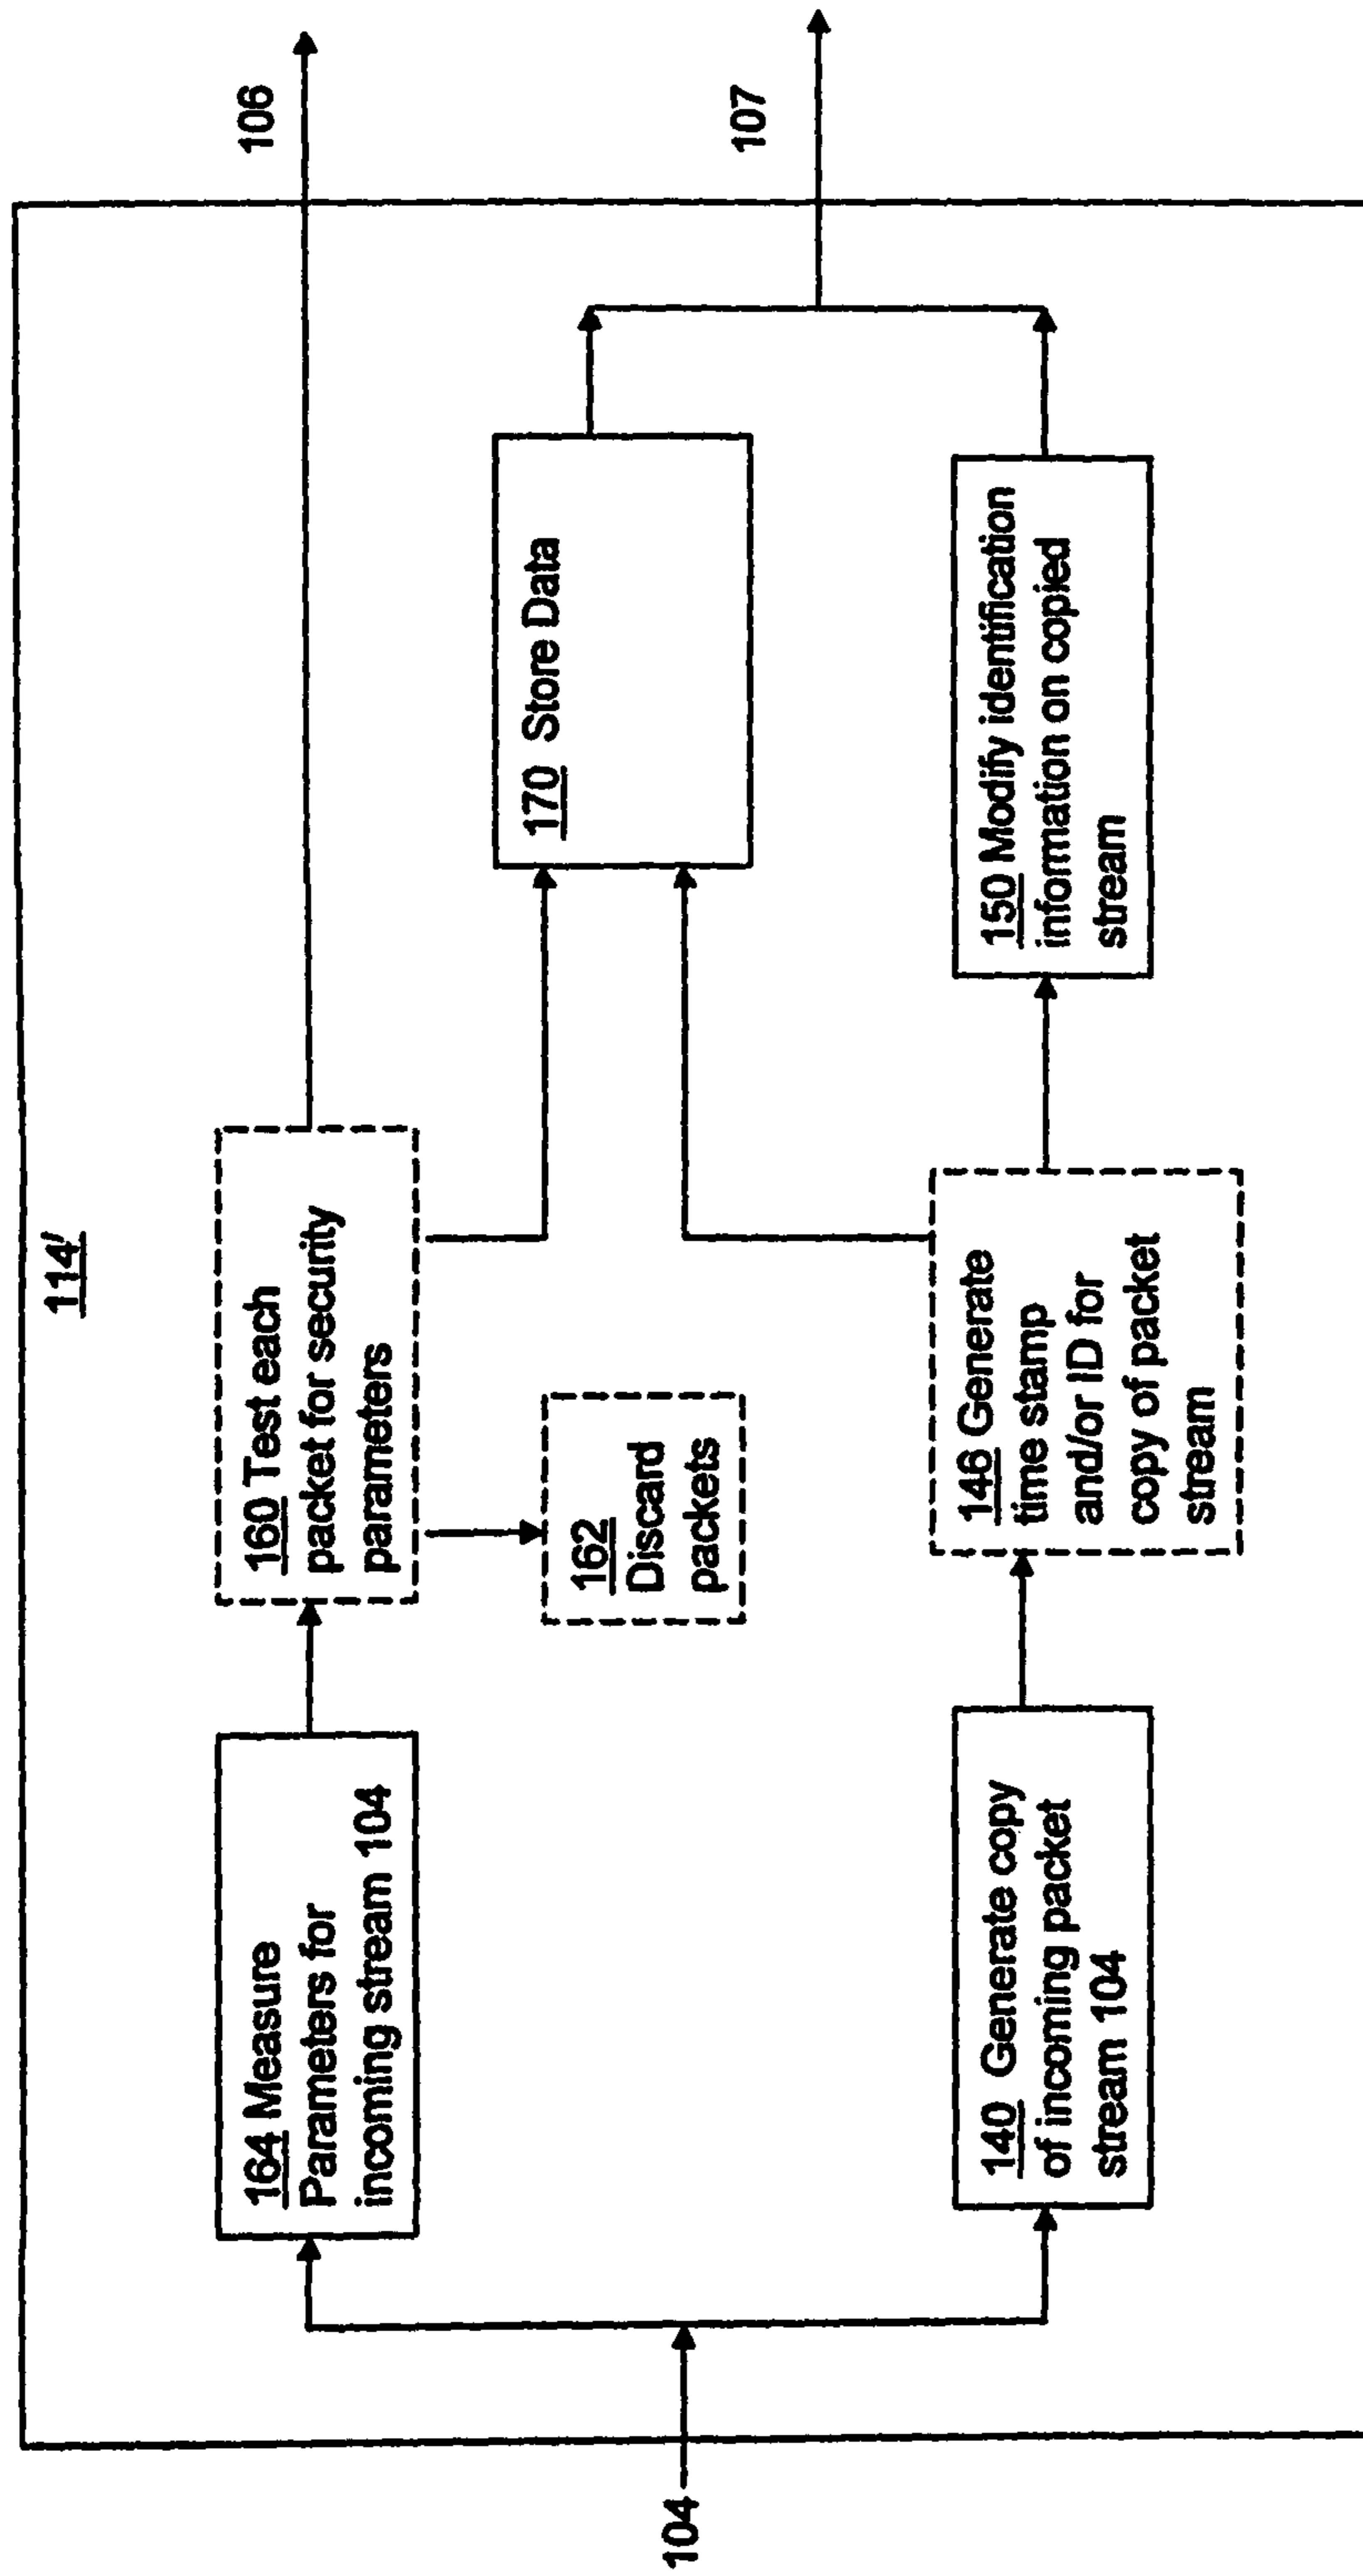 114'
106
164 Measure
Parameters for
incoming stream 104
160 Test each
packet for security
parameters
162
Discard
packets
170 Store Data
107
104
140 Generate copy
of incoming packet
stream 104
146 Generate
time stamp
and/or ID for
copy of packet
stream
150 Modify identification
information on copied
stream